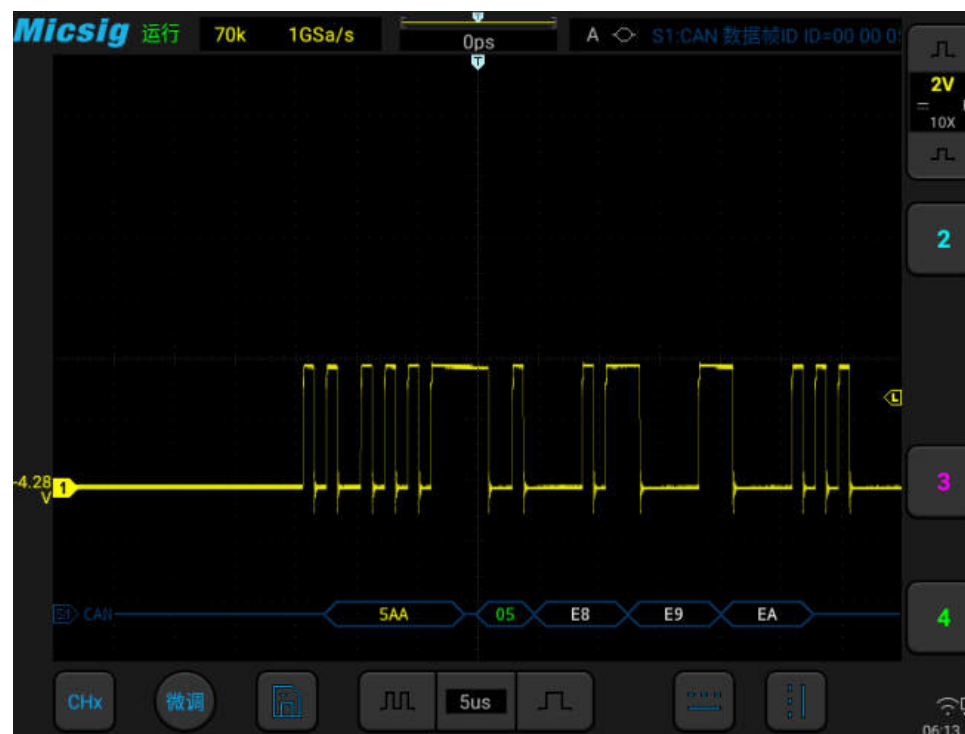 Micsig 运行 70k 1GSa/s 0ps A S1:CAN 数据帧ID ID=00 00 05
T
T
2V
10X
2
L
-4.28
V
1
3
S1 CAN 5AA 05 E8 E9 EA
4
CHx 微调 5us
06:13